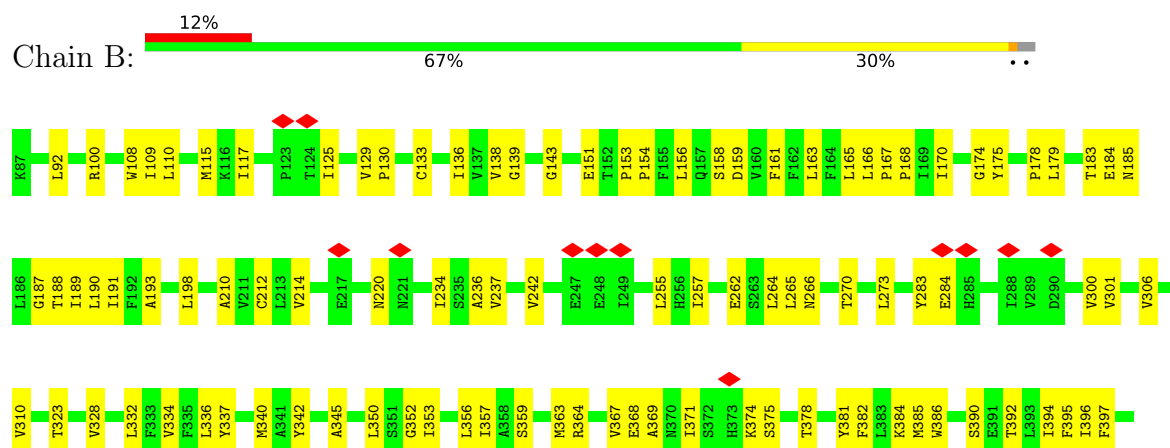 12%
Chain B:
67% 30% • •
K87 L92 R100 W108 I109 L110 M115 K116 I117 P123 T124 I125 V129 P130 C133 I136 V137 V138 G139 G143 E151 T152 P153 P154 F155 L156 Q157 S158 D159 V160 F161 F162 L163 F164 L165 L166 P167 P168 I169 I170 G174 Y175 P178 L179 T183 E184 N185
L186 G187 T188 I189 L190 I191 F192 A193 L198 A210 V211 C212 L213 V214 E217 N220 N221 I234 S235 A236 V237 V242 E247 E248 I249 L255 H256 I257 E262 S263 L264 L265 N266 T270 L273 Y283 E284 H285 I288 V289 D290 V300 V301 V306
V310 T323 V328 L332 F333 V334 F335 L336 Y337 M340 A341 Y342 A345 L350 S351 G352 I353 L356 I357 A358 S359 M363 R364 V367 E368 A369 N370 I371 S372 H373 K374 S375 T378 Y381 F382 L383 K384 M385 W386 S390 E391 T392 L393 I394 F395 I396 F397